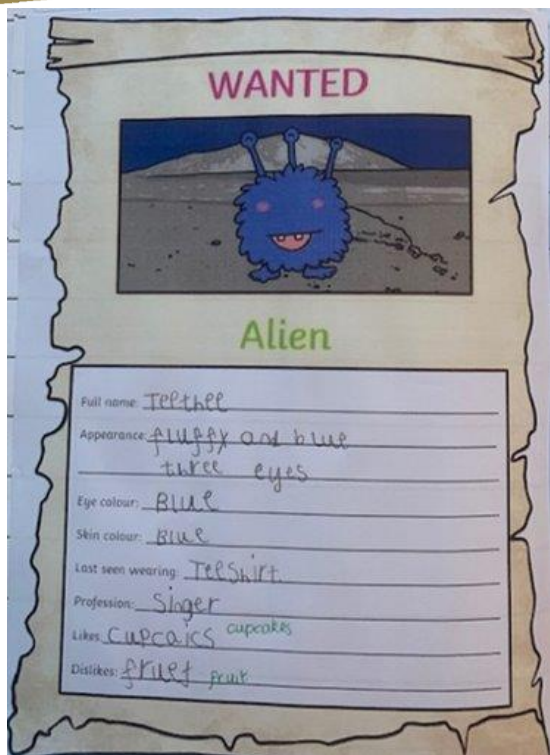 WANTED
Alien
Full name: Teethee
Appearance: fluffy and blue
three eyes
Eye colour: Blue
Skin colour: Blue
Last seen wearing: TeeShirt
Profession: Singer
Likes: Cupcaics cupcakes
Dislikes: fruet fruit